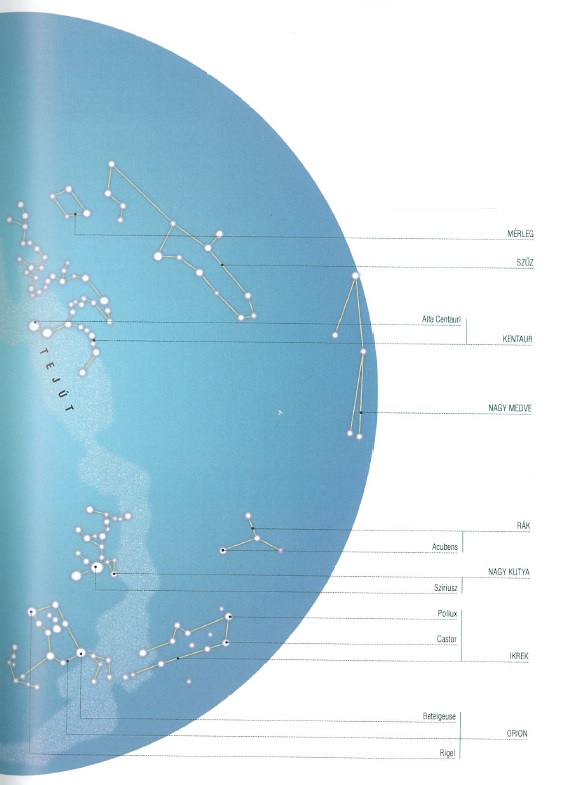 MÉRLEG
SZŰZ
Alfa Centauri
KENTAUR
TEJÚT
NAGY MEDVE
RÁK
Acubens
NAGY KUTYA
Szíriusz
Pollux
Castor
IKREK
Betelgeuse
ORION
Rigel